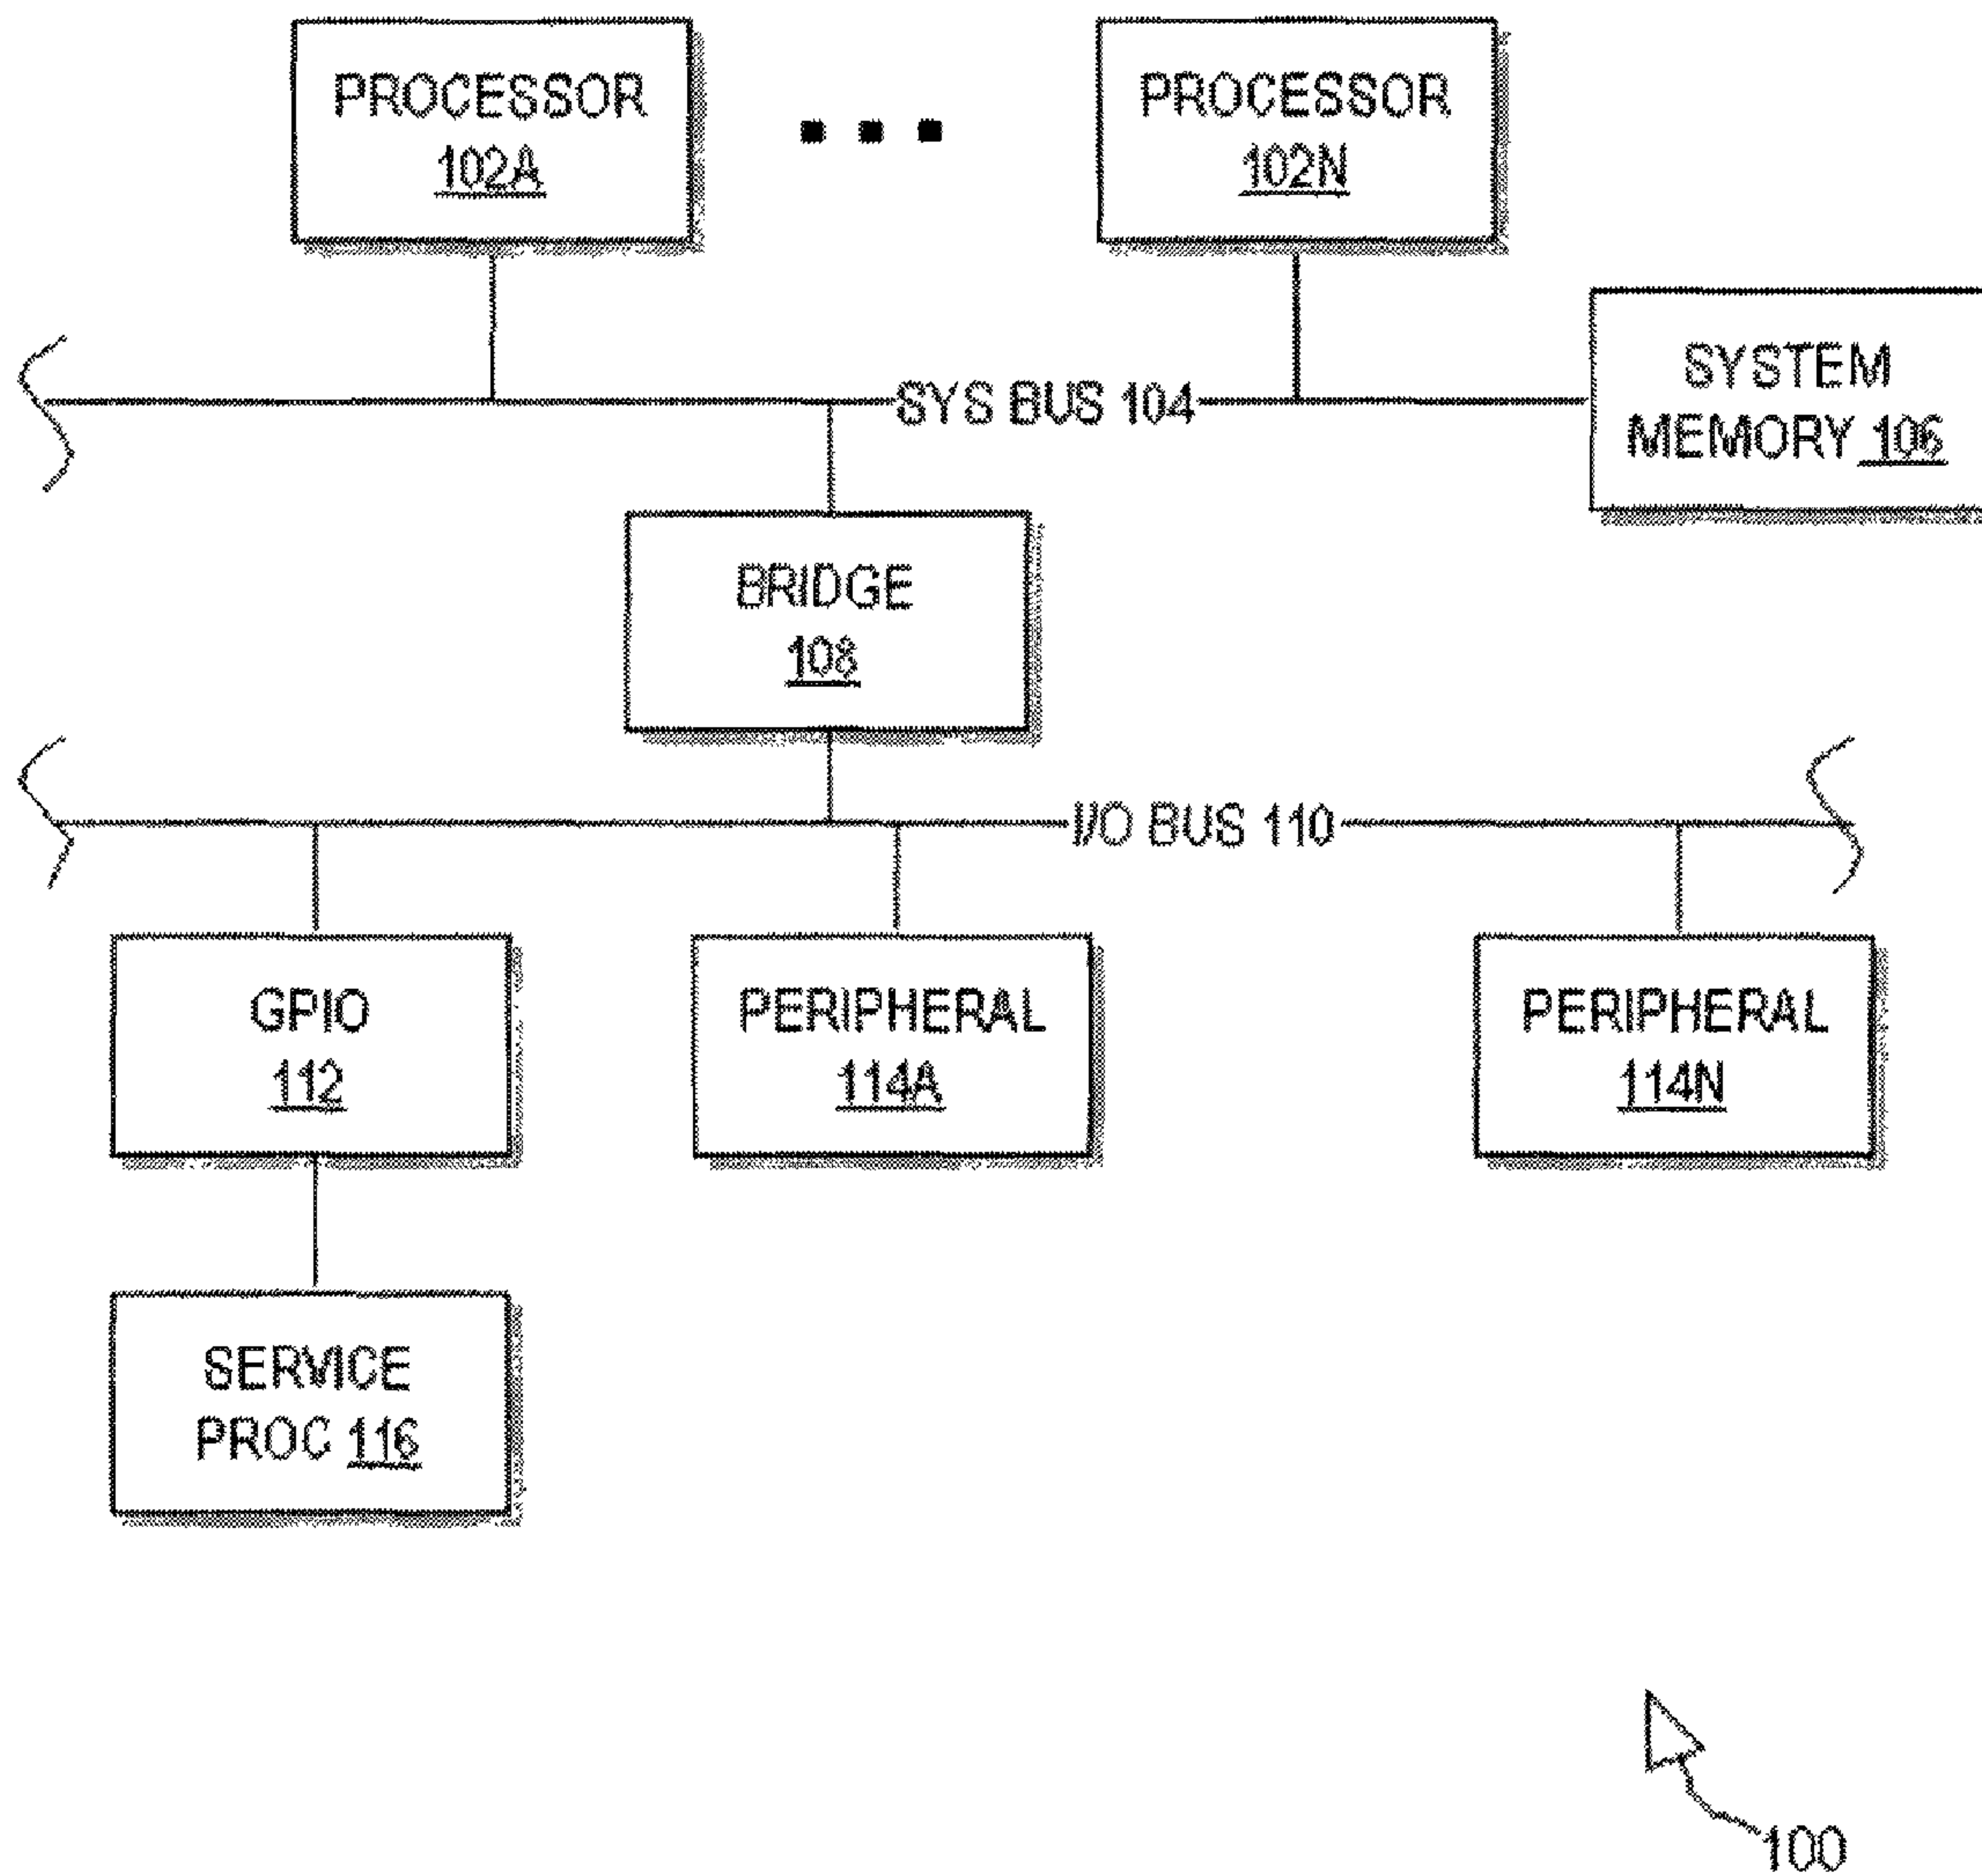 PROCESSOR
102A
PROCESSOR
102N
SYS BUS 104
SYSTEM
MEMORY 106
BRIDGE
108
I/O BUS 110
GPIO
112
PERIPHERAL
114A
PERIPHERAL
114N
SERVICE
PROC 116
100